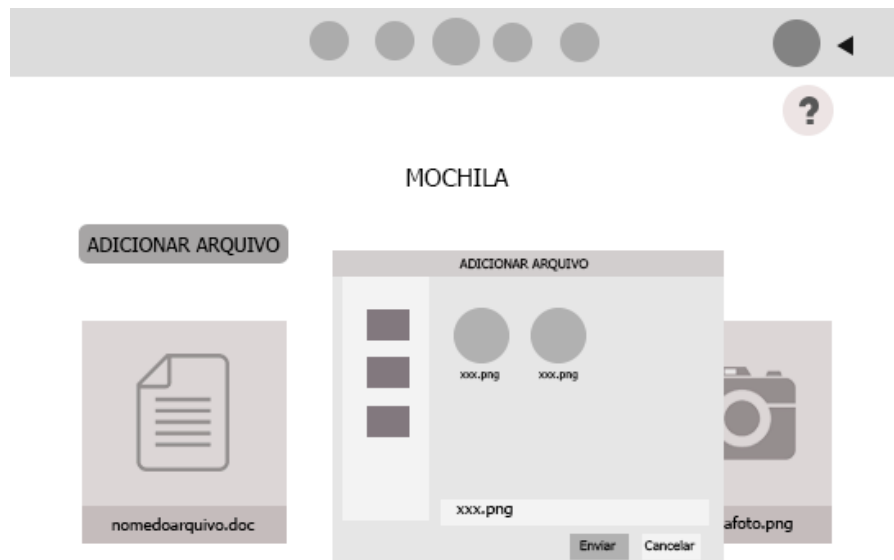 ?
MOCHILA
ADICIONAR ARQUIVO
ADICIONAR ARQUIVO
xxx.png
xxx.png
xxx.png
Enviar
Cancelar
nomedoarquivo.doc
afoto.png